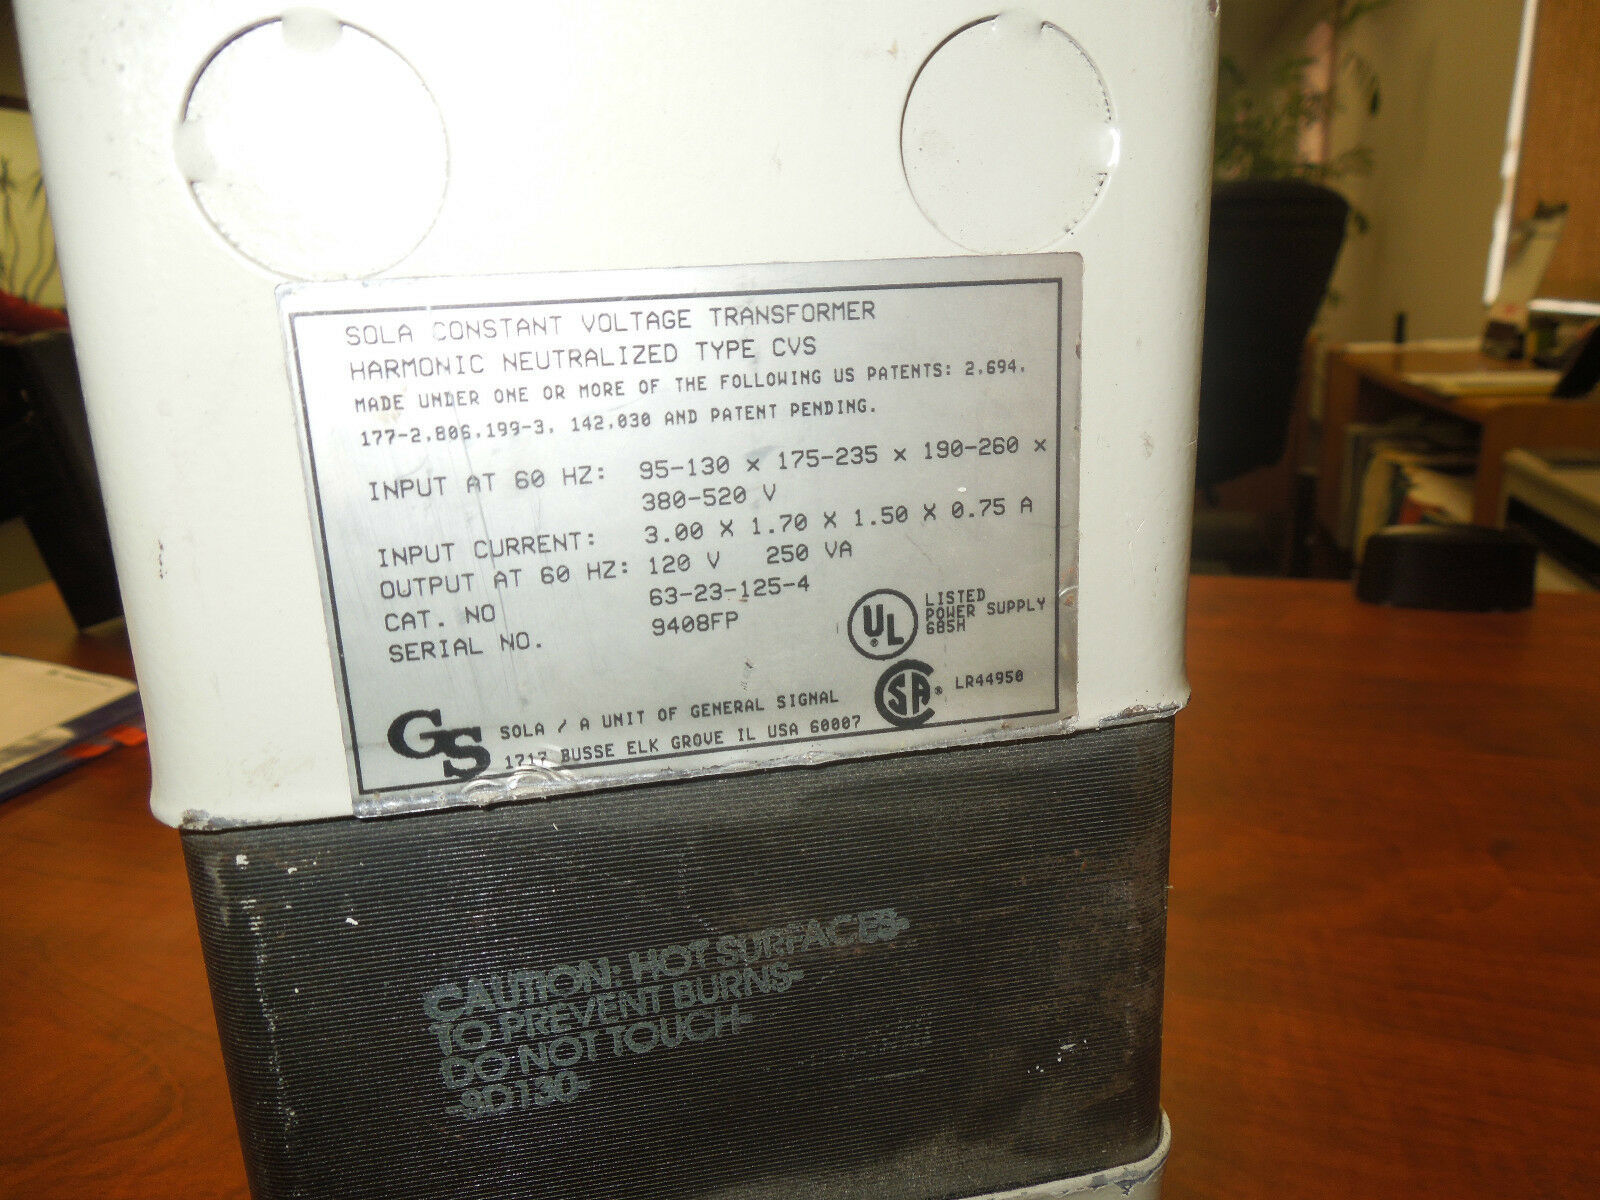 SOLA CONSTANT VOLTAGE TRANSFORMER
HARMONIC NEUTRALIZED TYPE CVS
MADE UNDER ONE OR MORE OF THE FOLLOWING US PATENTS: 2,694,
177-2,806,199-3, 142,030 AND PATENT PENDING.
INPUT AT 60 HZ: 95-130 x 175-235 x 190-260 x
380-520 V
INPUT CURRENT: 3.00 X 1.70 X 1.50 X 0.75 A
OUTPUT AT 60 HZ: 120 V 250 VA
CAT. NO 63-23-125-4
SERIAL NO. 9408FP
UL ®
LISTED
POWER SUPPLY
685H
CSA ® LR44950
GS
SOLA / A UNIT OF GENERAL SIGNAL
1717 BUSSE ELK GROVE IL USA 60007
CAUTION: HOT SURFACES-
TO PREVENT BURNS-
DO NOT TOUCH-
-9D130-